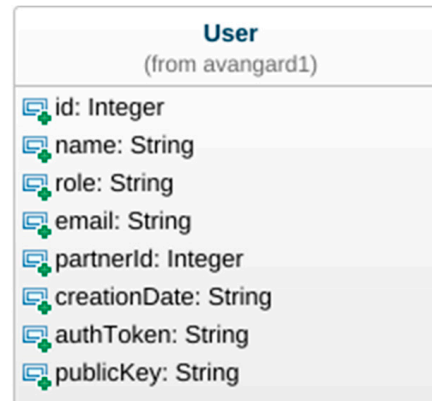 User
(from avangard1)
id: Integer
name: String
role: String
email: String
partnerId: Integer
creationDate: String
authToken: String
publicKey: String